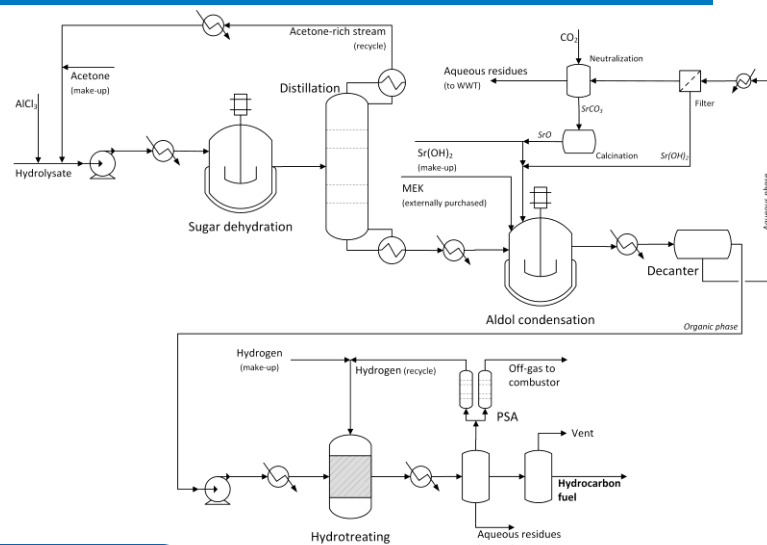 Acetone-rich stream
(recycle)
CO2
Neutralization
Aqueous residues
(to WWT)
Acetone
(make-up)
Distillation
AlCl3
SrCO3
Filter
SrO
Sr(OH)2
(make-up)
Calcination
Sr(OH)2
Hydrolysate
MEK
(externally purchased)
Aqueous phase
Sugar dehydration
Decanter
Aldol condensation
Organic phase
Hydrogen
(make-up)
Hydrogen (recycle)
Off-gas to
combustor
PSA
Vent
Hydrocarbon
fuel
Aqueous residues
Hydrotreating